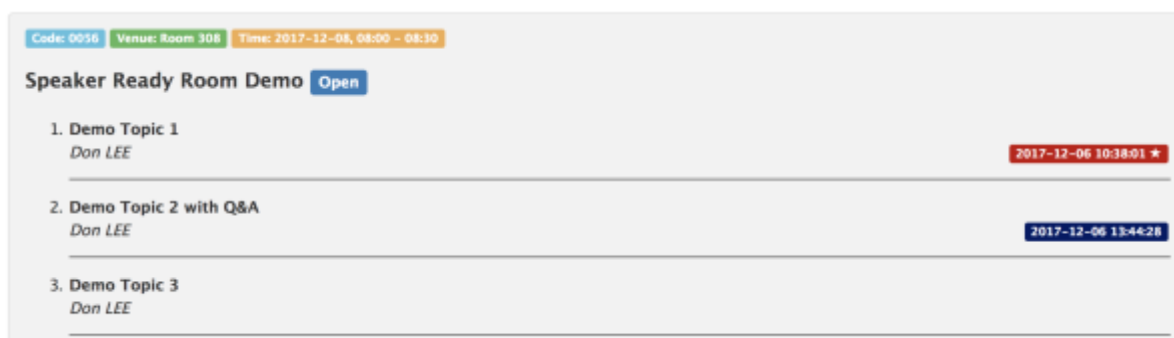 Code: 0056 Venue: Room 308 Time: 2017-12-08, 08:00 - 08:30
Speaker Ready Room Demo Open
1. Demo Topic 1
Don LEE
2017-12-06 10:38:01 ★
2. Demo Topic 2 with Q&A
Don LEE
2017-12-06 13:44:28
3. Demo Topic 3
Don LEE